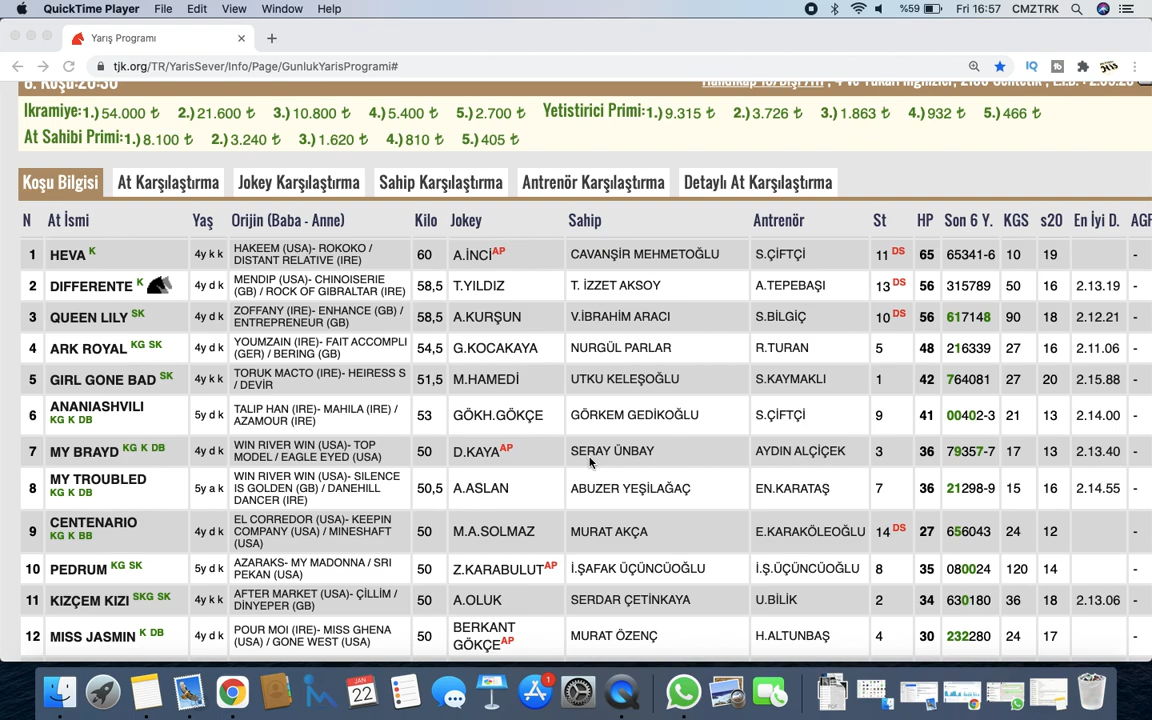 QuickTime Player File Edit View Window Help %59 Fri 16:57 CMZTRK
Yarış Programı
tjk.org/TR/YarisSever/Info/Page/GunlukYarisProgrami# IQ
Ikramiye:1.) 54.000 ₺ 2.) 21.600 ₺ 3.) 10.800 ₺ 4.) 5.400 ₺ 5.) 2.700 ₺ Yetistirici Primi:1.) 9.315 ₺ 2.) 3.726 ₺ 3.) 1.863 ₺ 4.) 932 ₺ 5.) 466 ₺
At Sahibi Primi:1.) 8.100 ₺ 2.) 3.240 ₺ 3.) 1.620 ₺ 4.) 810 ₺ 5.) 405 ₺
Koşu Bilgisi At Karşılaştırma Jokey Karşılaştırma Sahip Karşılaştırma Antrenör Karşılaştırma Detaylı At Karşılaştırma
N At İsmi Yaş Orijin (Baba - Anne) Kilo Jokey Sahip Antrenör St HP Son 6 Y. KGS s20 En İyi D. AGF
1 HEVA K 4y k k HAKEEM (USA)- ROKOKO / DISTANT RELATIVE (IRE) 60 A.İNCİ AP CAVANŞİR MEHMETOĞLU S.ÇİFTÇİ 11 DS 65 65341-6 10 19 -
2 DIFFERENTE K 4y d k MENDIP (USA)- CHINOISERIE (GB) / ROCK OF GIBRALTAR (IRE) 58,5 T.YILDIZ T. İZZET AKSOY A.TEPEBAŞI 13 DS 56 315789 50 16 2.13.19 -
3 QUEEN LILY SK 4y d k ZOFFANY (IRE)- ENHANCE (GB) / ENTREPRENEUR (GB) 58,5 A.KURŞUN V.İBRAHİM ARACI S.BİLGİÇ 10 DS 56 617148 90 18 2.12.21 -
4 ARK ROYAL KG SK 4y d k YOUMZAIN (IRE)- FAIT ACCOMPLI (GER) / BERING (GB) 54,5 G.KOCAKAYA NURGÜL PARLAR R.TURAN 5 48 216339 27 16 2.11.06 -
5 GIRL GONE BAD SK 4y k k TORUK MACTO (IRE)- HEIRESS S / DEVİR 51,5 M.HAMEDİ UTKU KELEŞOĞLU S.KAYMAKLI 1 42 764081 27 20 2.15.88 -
6 ANANIASHVILI KG K DB 5y d k TALIP HAN (IRE)- MAHILA (IRE) / AZAMOUR (IRE) 53 GÖKH.GÖKÇE GÖRKEM GEDİKOĞLU S.ÇİFTÇİ 9 41 00402-3 21 13 2.14.00 -
7 MY BRAYD KG K DB 4y d k WIN RIVER WIN (USA)- TOP MODEL / EAGLE EYED (USA) 50 D.KAYA AP SERAY ÜNBAY AYDIN ALÇİÇEK 3 36 79357-7 17 13 2.13.40 -
8 MY TROUBLED KG K DB 5y a k WIN RIVER WIN (USA)- SILENCE IS GOLDEN (GB) / DANEHILL DANCER (IRE) 50,5 A.ASLAN ABUZER YEŞİLAĞAÇ EN.KARATAŞ 7 36 21298-9 15 16 2.14.55 -
9 CENTENARIO KG K BB 4y d k EL CORREDOR (USA)- KEEPIN COMPANY (USA) / MINESHAFT (USA) 50 M.A.SOLMAZ MURAT AKÇA E.KARAKÖLEOĞLU 14 DS 27 656043 24 12 -
10 PEDRUM KG SK 5y d k AZARAKS- MY MADONNA / SRI PEKAN (USA) 50 Z.KARABULUT AP İ.ŞAFAK ÜÇÜNCÜOĞLU İ.Ş.ÜÇÜNCÜOĞLU 8 35 080024 120 14 -
11 KIZÇEM KIZI SKG SK 4y k k AFTER MARKET (USA)- ÇİLLİM / DİNYEPER (GB) 50 A.OLUK SERDAR ÇETİNKAYA U.BİLİK 2 34 630180 36 18 2.13.06 -
12 MISS JASMIN K DB 4y d k POUR MOI (IRE)- MISS GHENA (USA) / GONE WEST (USA) 50 BERKANT GÖKÇE AP MURAT ÖZENÇ H.ALTUNBAŞ 4 30 232280 24 17 -
JAN 22 1